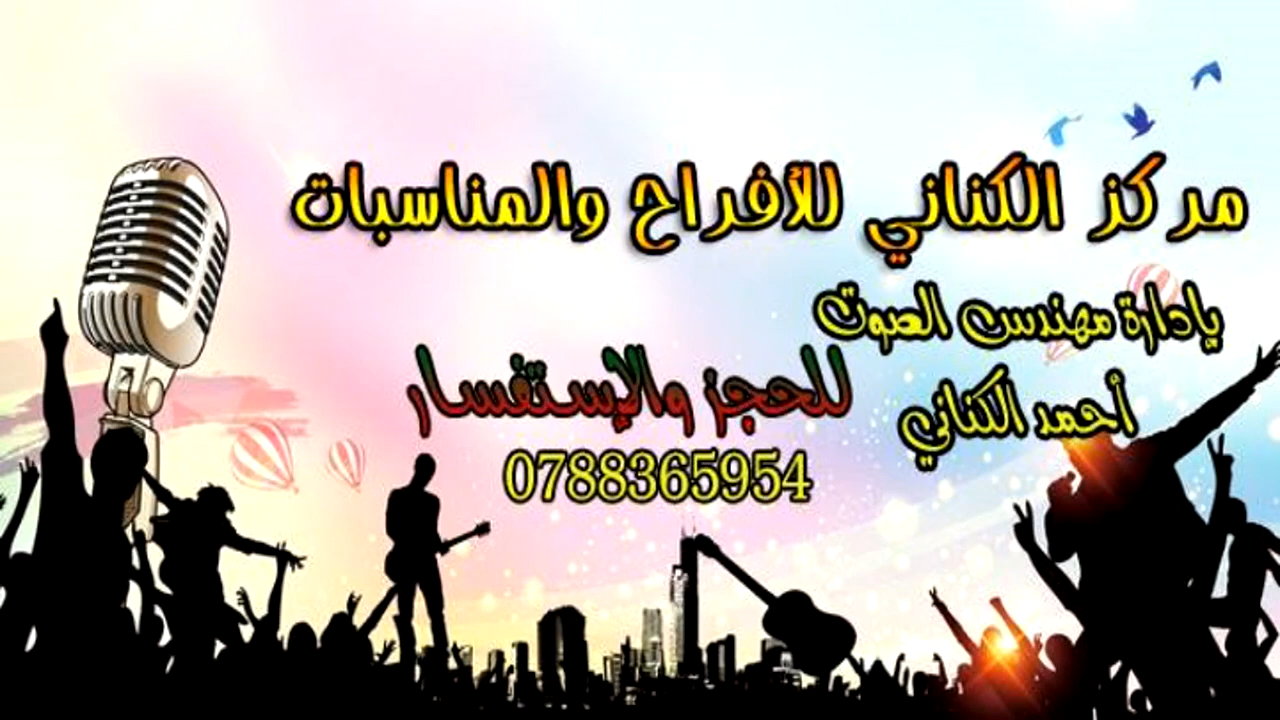 مركز الكناني للأفراح والمناسبات
بإدارة مهندس الصوت
أحمد الكناني
للحجز والإستفسار
0788365954